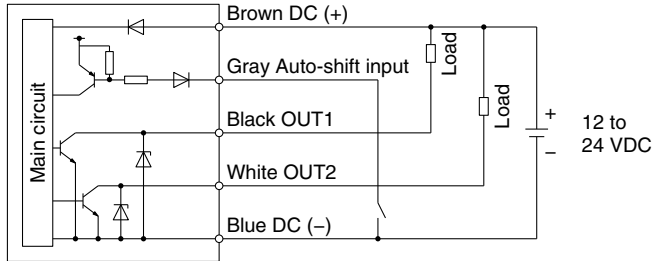 Brown DC (+)
Gray Auto-shift input
Black OUT1
White OUT2
Blue DC (−)
Main circuit
Load
Load
+
−
12 to
24 VDC